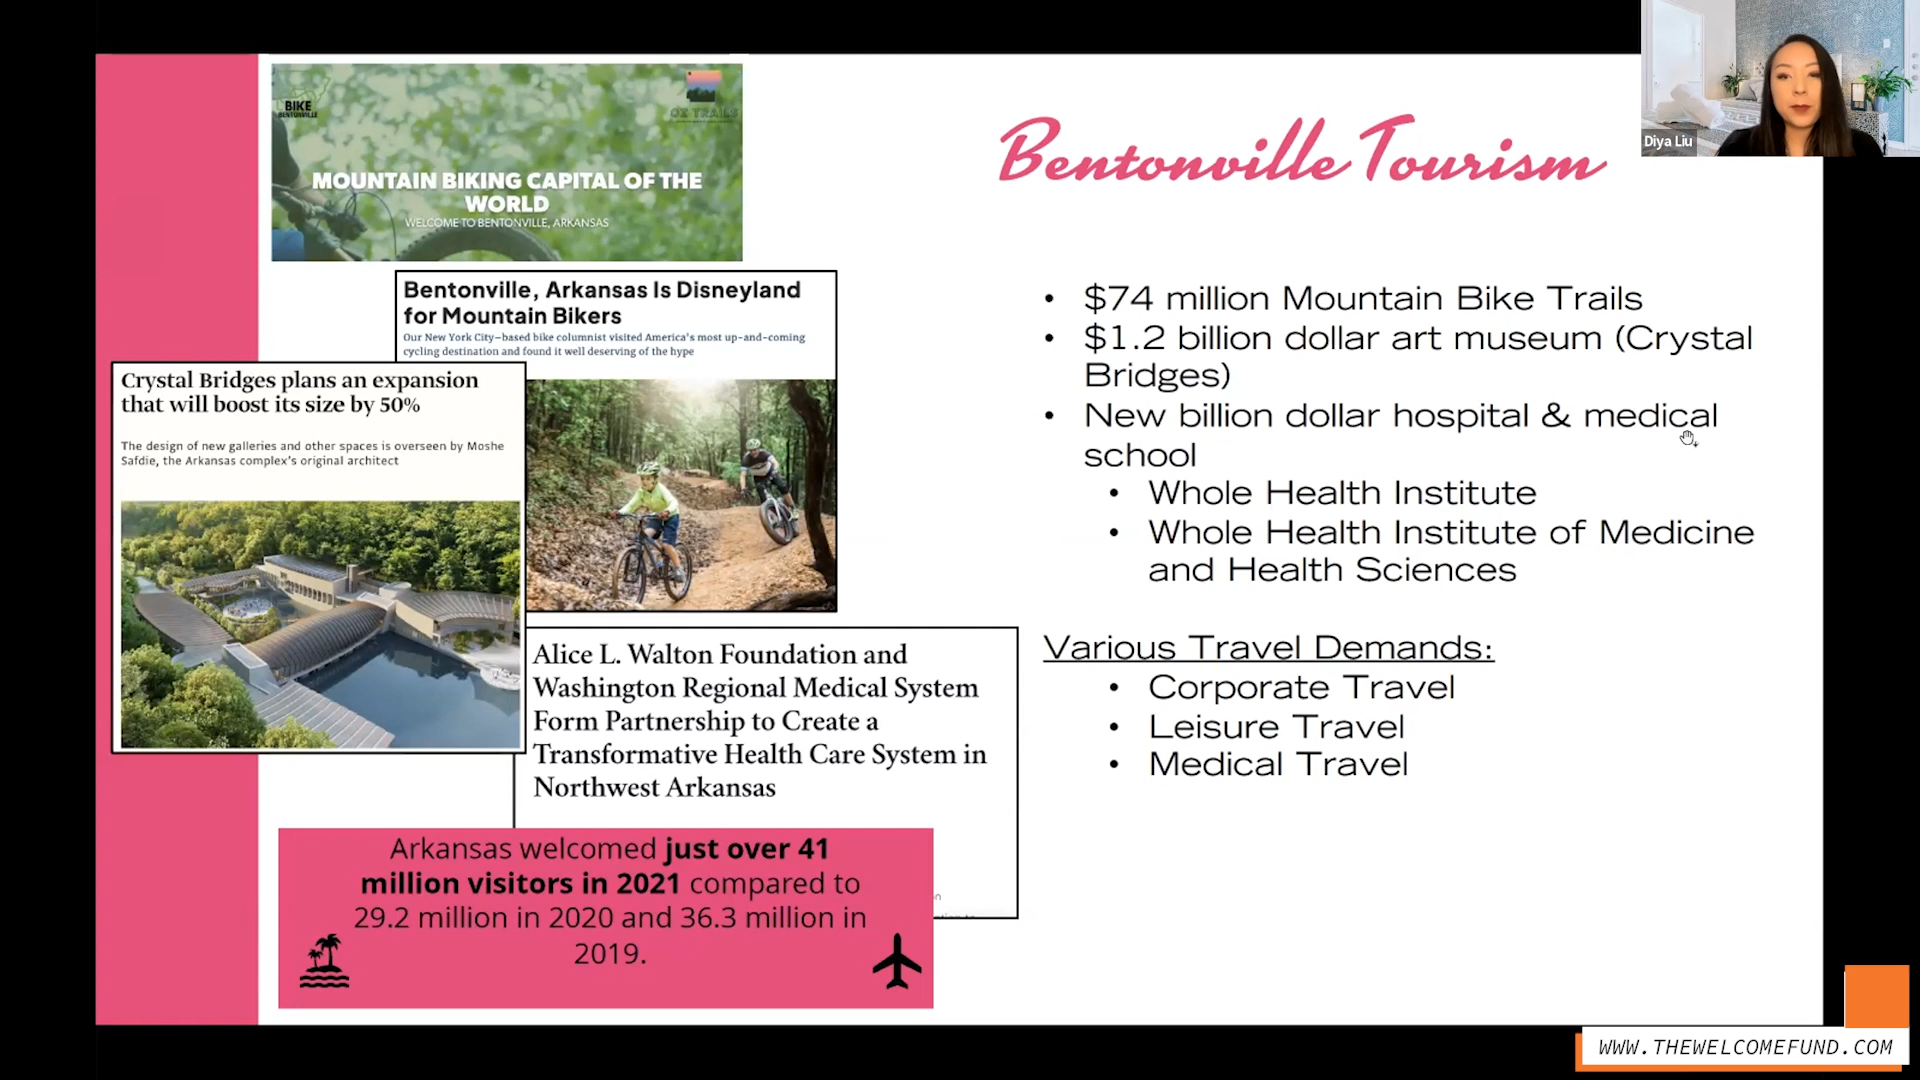 BIKE
BENTONVILLE
OZ TRAILS
MOUNTAIN BIKING CAPITAL OF THE
WORLD
WELCOME TO BENTONVILLE, ARKANSAS
Bentonville, Arkansas Is Disneyland
for Mountain Bikers
Our New York City–based bike columnist visited America's most up-and-coming
cycling destination and found it well deserving of the hype
Crystal Bridges plans an expansion
that will boost its size by 50%
The design of new galleries and other spaces is overseen by Moshe
Safdie, the Arkansas complex's original architect
Alice L. Walton Foundation and
Washington Regional Medical System
Form Partnership to Create a
Transformative Health Care System in
Northwest Arkansas
Arkansas welcomed just over 41
million visitors in 2021 compared to
29.2 million in 2020 and 36.3 million in
2019.
Bentonville Tourism
• $74 million Mountain Bike Trails
• $1.2 billion dollar art museum (Crystal
Bridges)
• New billion dollar hospital & medical
school
• Whole Health Institute
• Whole Health Institute of Medicine
and Health Sciences
Various Travel Demands:
• Corporate Travel
• Leisure Travel
• Medical Travel
Diya Liu
WWW.THEWELCOMEFUND.COM